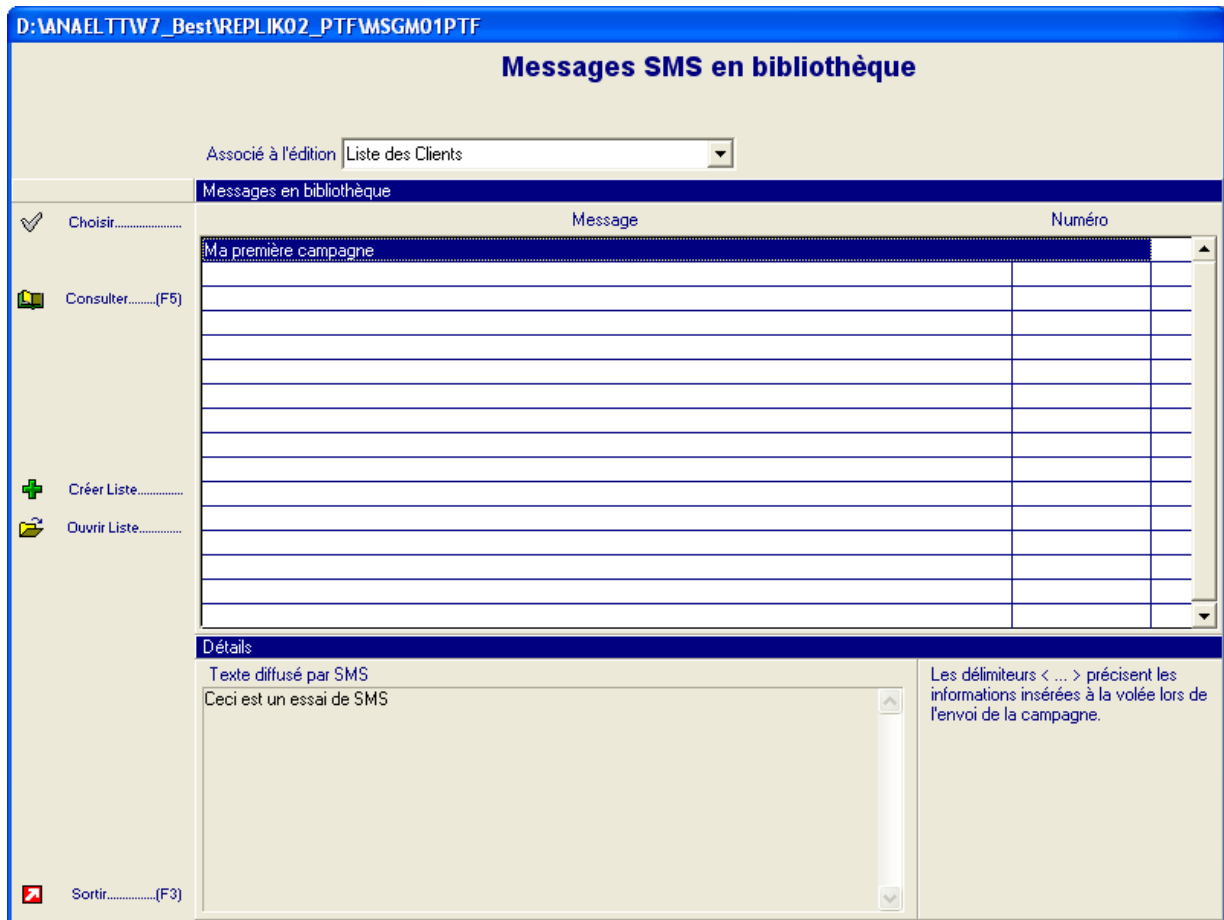 D:\ANAELTT\V7_Best\REPLIK02_PTF\MSGM01PTF
Messages SMS en bibliothèque
Associé à l'édition Liste des Clients
Messages en bibliothèque
Choisir.....................
Message Numéro
Ma première campagne
Consulter........(F5)
Créer Liste..............
Ouvrir Liste.............
Détails
Texte diffusé par SMS
Ceci est un essai de SMS
Les délimiteurs < ... > précisent les
informations insérées à la volée lors de
l'envoi de la campagne.
Sortir...............(F3)